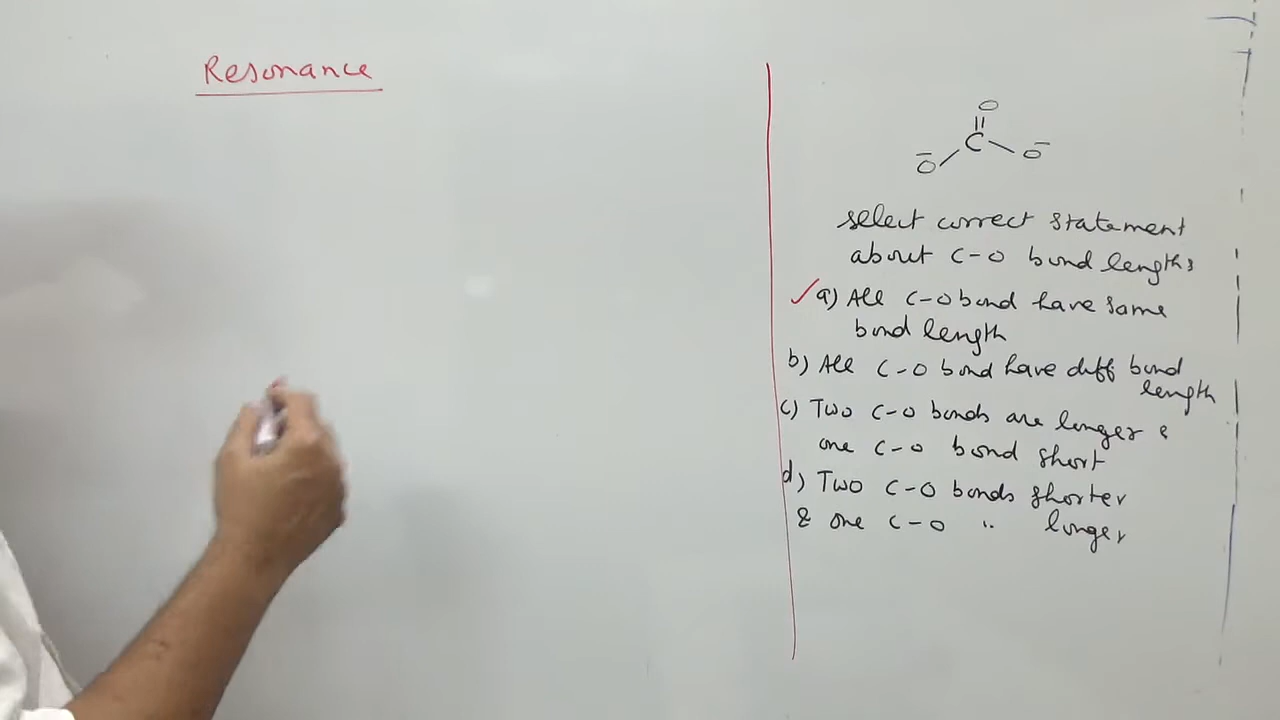 Resonance
O
||
C
O⁻ O⁻
select correct statement
about C-O bond lengths
✓ a) All C-O bond have same
bond length
b) All C-O bond have diff bond
length
c) Two C-O bonds are longer &
one C-O bond short
d) Two C-O bonds shorter
& one C-O " longer